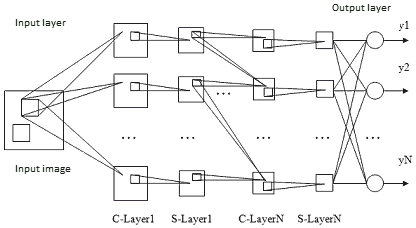 Input layer
Output layer
y1
y2
...
... ... ... ...
yN
Input image
C-Layer1 S-Layer1 C-LayerN S-LayerN